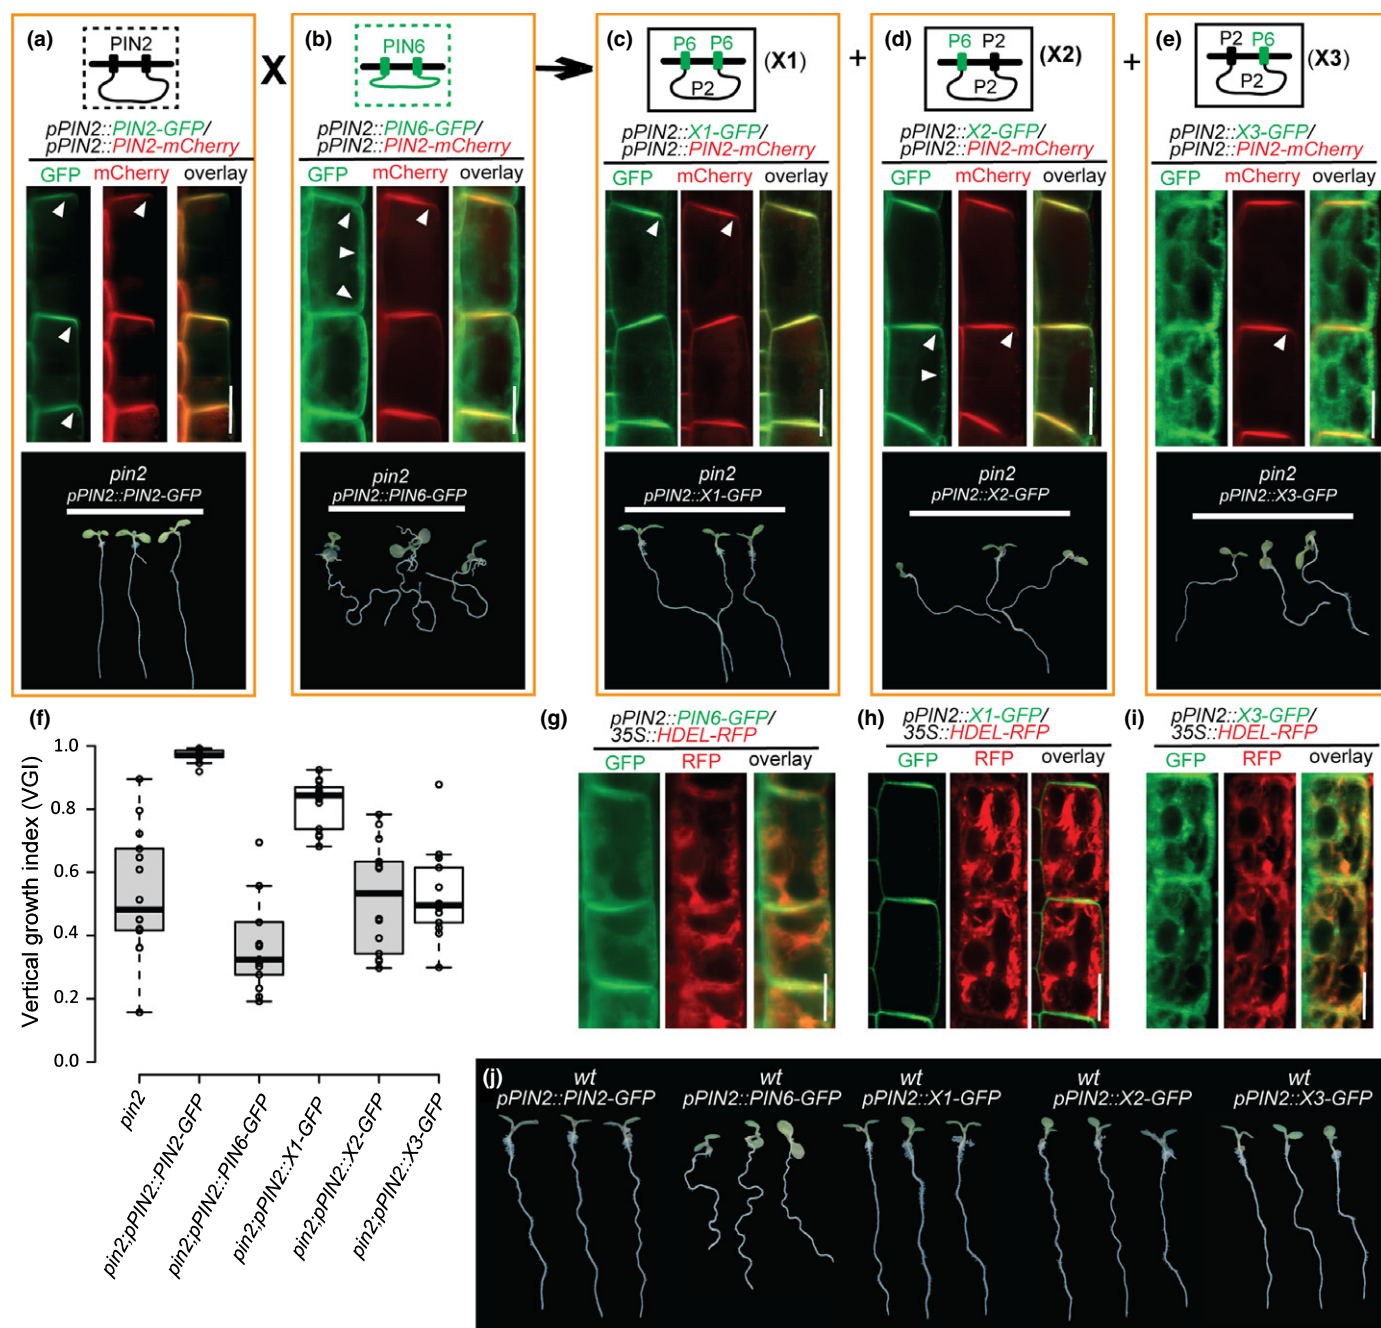 (a)
PIN2
X
(b)
PIN6
(c)
P6 P6
P2
(X1)
+
(d)
P6 P2
P2
(X2)
+
(e)
P2 P6
P2
(X3)
pPIN2::PIN2-GFP/
pPIN2::PIN2-mCherry
GFP mCherry overlay
pPIN2::PIN6-GFP/
pPIN2::PIN2-mCherry
GFP mCherry overlay
pPIN2::X1-GFP/
pPIN2::PIN2-mCherry
GFP mCherry overlay
pPIN2::X2-GFP/
pPIN2::PIN2-mCherry
GFP mCherry overlay
pPIN2::X3-GFP/
pPIN2::PIN2-mCherry
GFP mCherry overlay
pin2
pPIN2::PIN2-GFP
pin2
pPIN2::PIN6-GFP
pin2
pPIN2::X1-GFP
pin2
pPIN2::X2-GFP
pin2
pPIN2::X3-GFP
(f)
Vertical growth index (VGI)
1.0
0.8
0.6
0.4
0.2
0.0
pin2
pin2;pPIN2::PIN2-GFP
pin2;pPIN2::PIN6-GFP
pin2;pPIN2::X1-GFP
pin2;pPIN2::X2-GFP
pin2;pPIN2::X3-GFP
(g)
pPIN2::PIN6-GFP/
35S::HDEL-RFP
GFP RFP overlay
(h)
pPIN2::X1-GFP/
35S::HDEL-RFP
GFP RFP overlay
(i)
pPIN2::X3-GFP/
35S::HDEL-RFP
GFP RFP overlay
(j)
wt
pPIN2::PIN2-GFP
wt
pPIN2::PIN6-GFP
wt
pPIN2::X1-GFP
wt
pPIN2::X2-GFP
wt
pPIN2::X3-GFP